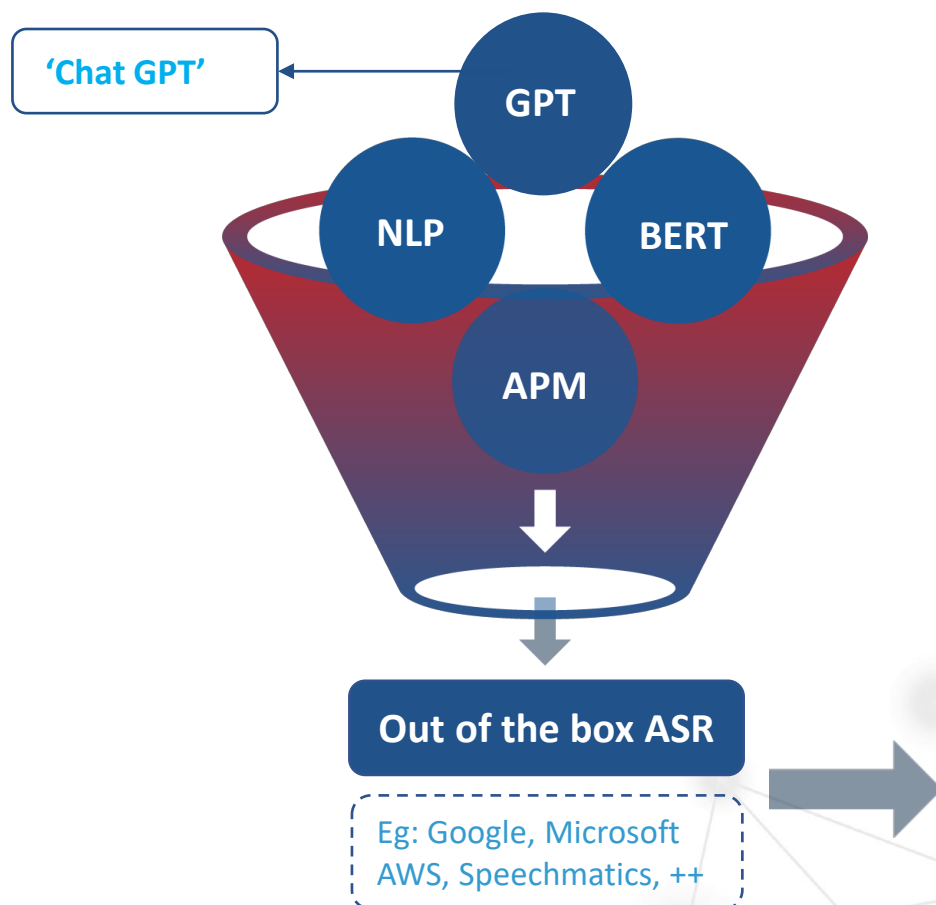 ‘Chat GPT’
GPT
NLP
BERT
APM
Out of the box ASR
Eg: Google, Microsoft
AWS, Speechmatics, ++